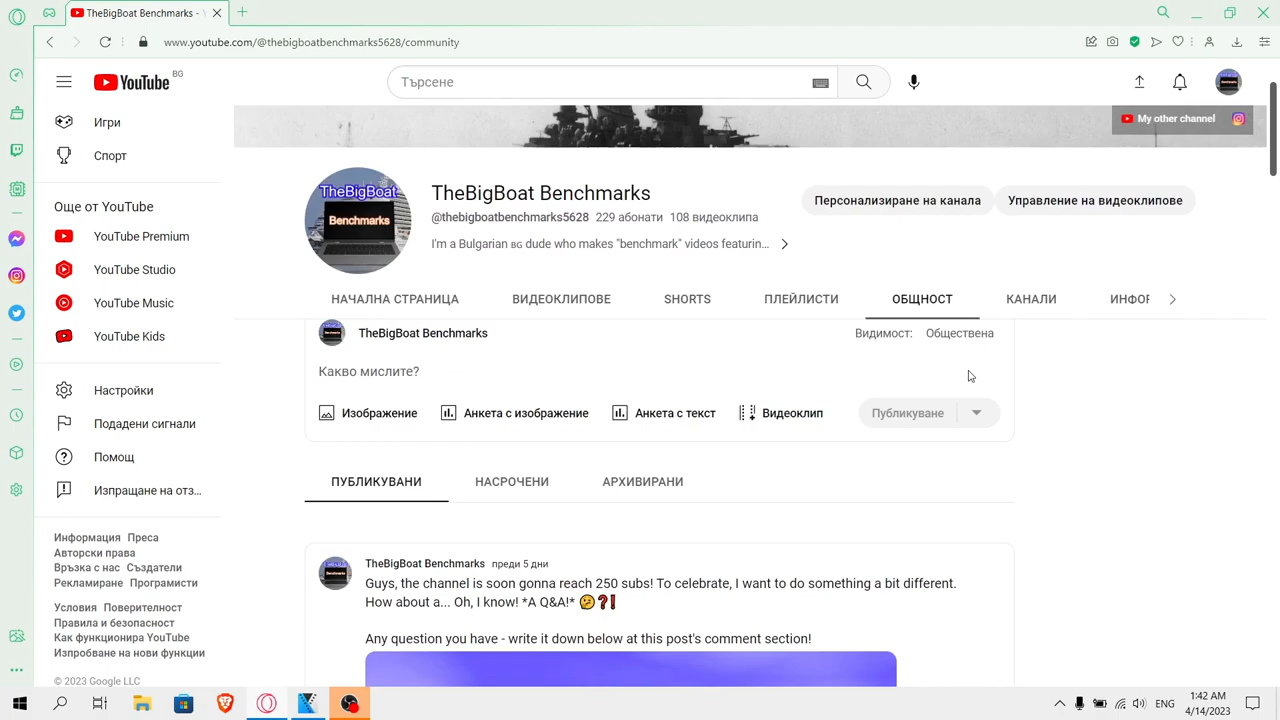 TheBigBoat Benchmarks - Y
www.youtube.com/@thebigboatbenchmarks5628/community
YouTube BG
Търсене
Игри
Спорт
Още от YouTube
YouTube Premium
YouTube Studio
YouTube Music
YouTube Kids
Настройки
Подадени сигнали
Помощ
Изпращане на отз...
Информация Преса
Авторски права
Връзка с нас Създатели
Рекламиране Програмисти
Условия Поверителност
Правила и безопасност
Как функционира YouTube
Изпробване на нови функции
© 2023 Google LLC
My other channel
TheBigBoat
Benchmarks
TheBigBoat Benchmarks
@thebigboatbenchmarks5628 229 абонати 108 видеоклипа
I'm a Bulgarian BG dude who makes "benchmark" videos featurin...
Персонализиране на канала
Управление на видеоклипове
НАЧАЛНА СТРАНИЦА ВИДЕОКЛИПОВЕ SHORTS ПЛЕЙЛИСТИ ОБЩНОСТ КАНАЛИ ИНФОР
TheBigBoat Benchmarks
Видимост: Обществена
Какво мислите?
Изображение Анкета с изображение Анкета с текст Видеоклип Публикуване
ПУБЛИКУВАНИ НАСРОЧЕНИ АРХИВИРАНИ
TheBigBoat Benchmarks преди 5 дни
Guys, the channel is soon gonna reach 250 subs! To celebrate, I want to do something a bit different.
How about a... Oh, I know! *A Q&A!* 🤔❓❗
Any question you have - write it down below at this post's comment section!
ENG
1:42 AM
4/14/2023